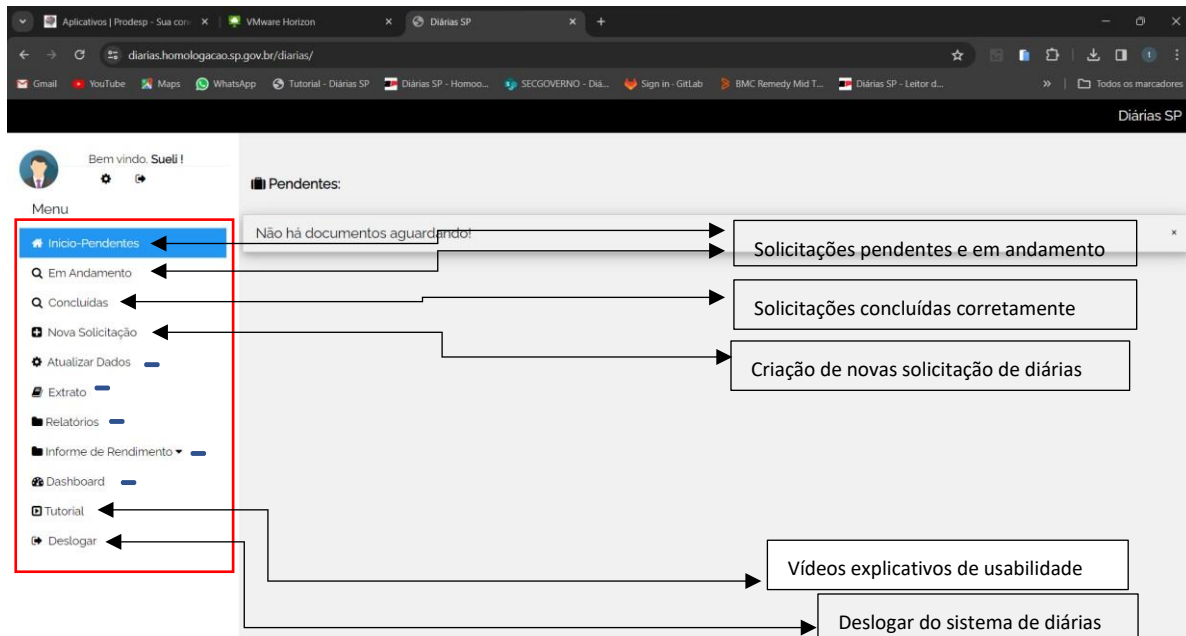 Aplicativos | Prodesp - Sua con
VMware Horizon
Diárias SP
diarias.homologacao.sp.gov.br/diarias/
Gmail
YouTube
Maps
WhatsApp
Tutorial - Diárias SP
Diárias SP - Homoo...
SECGOVERNO - Diá...
Sign in · GitLab
BMC Remedy Mid T...
Diárias SP - Leitor d...
»
Todos os marcadores
Diárias SP
Bem vindo, Sueli !
Menu
Inicio-Pendentes
Em Andamento
Concluídas
Nova Solicitação
Atualizar Dados
Extrato
Relatórios
Informe de Rendimento
Dashboard
Tutorial
Deslogar
Pendentes:
Não há documentos aguardando!
×
Solicitações pendentes e em andamento
Solicitações concluídas corretamente
Criação de novas solicitação de diárias
Vídeos explicativos de usabilidade
Deslogar do sistema de diárias